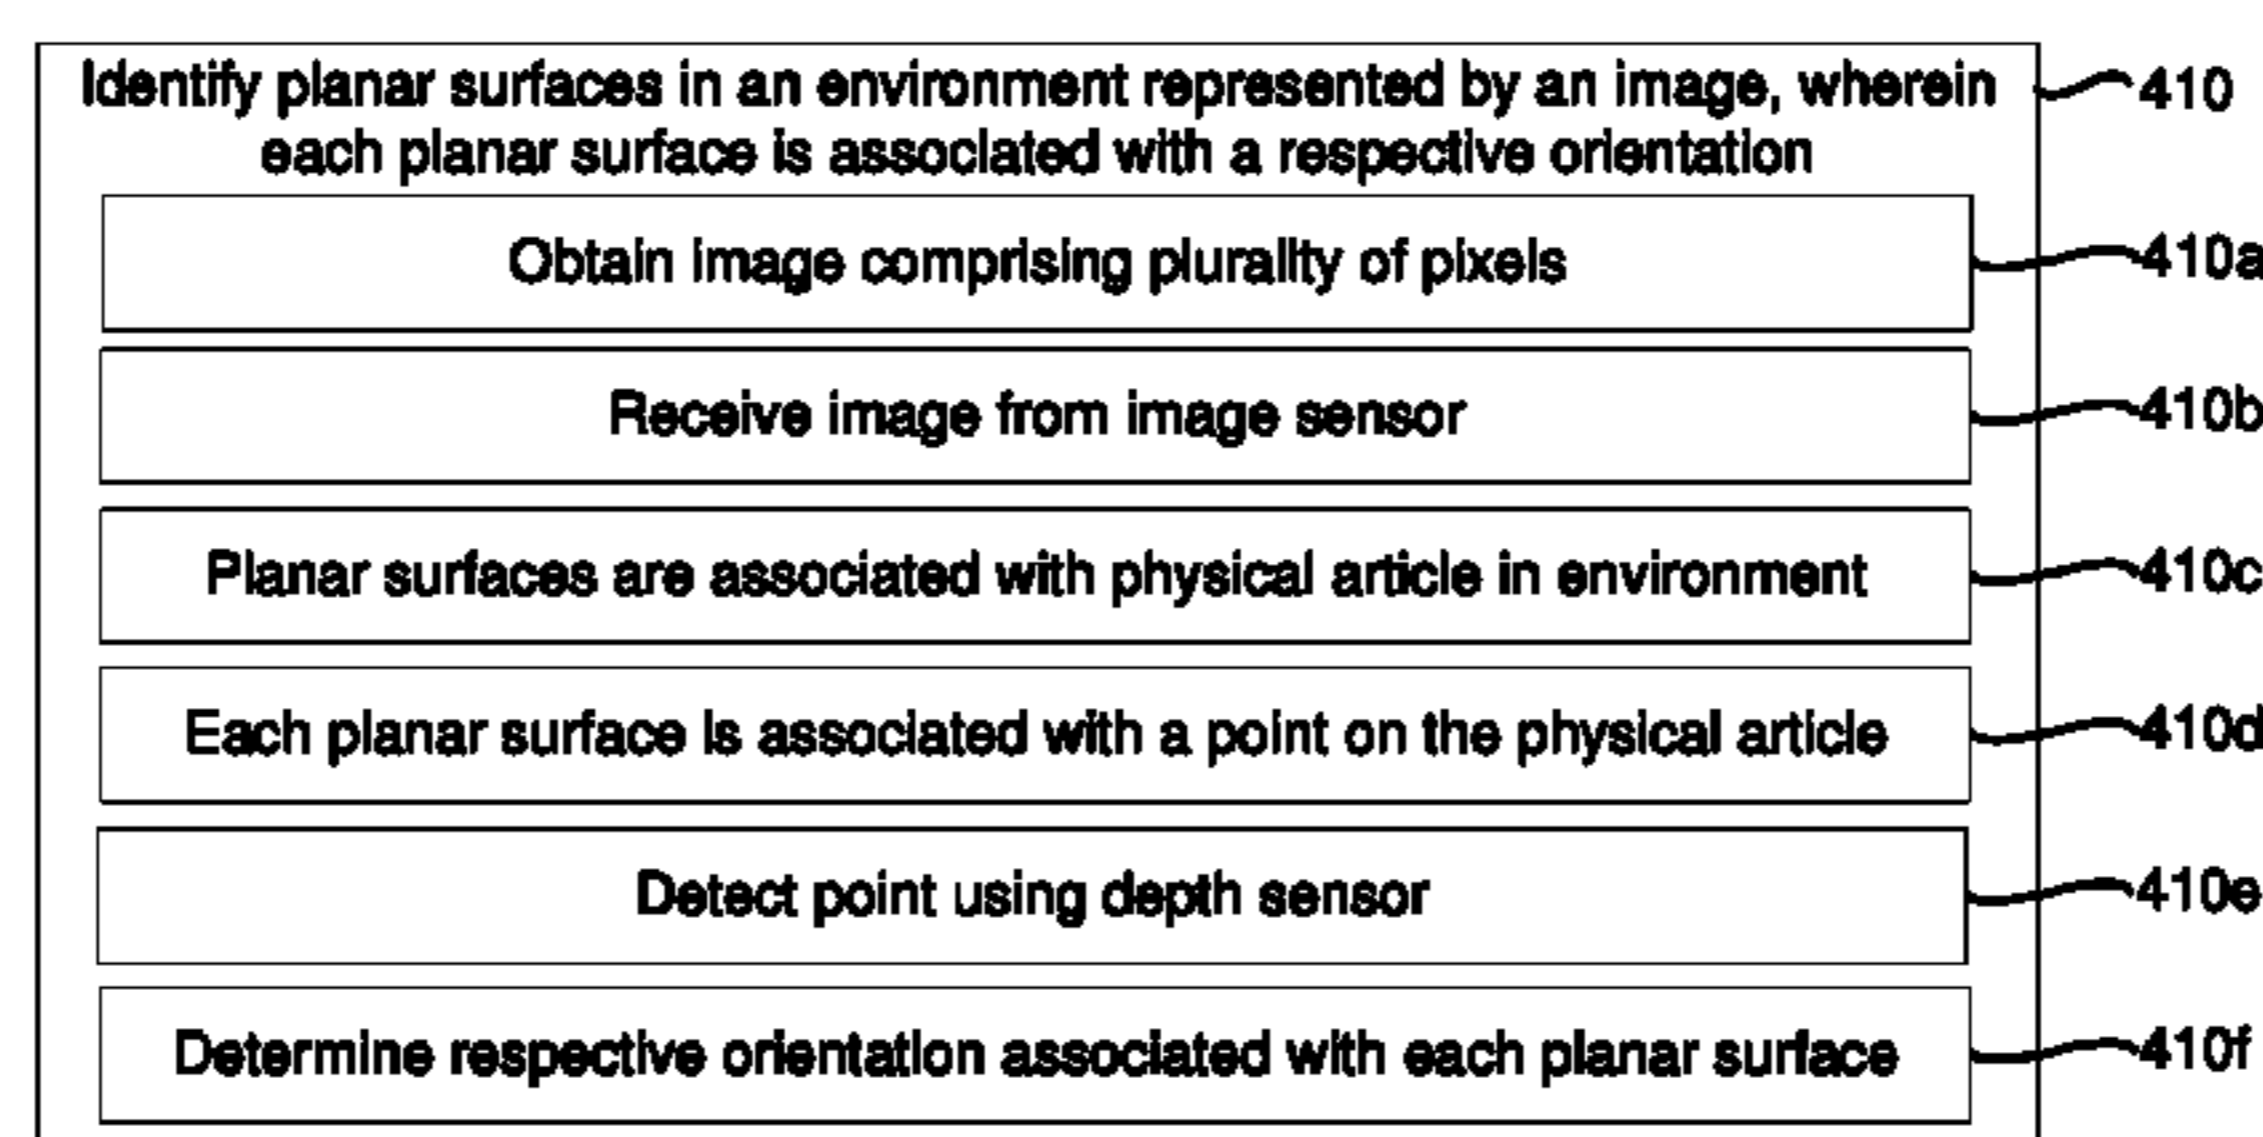 Identify planar surfaces in an environment represented by an image, wherein
each planar surface is associated with a respective orientation
410
Obtain image comprising plurality of pixels
410a
Receive image from image sensor
410b
Planar surfaces are associated with physical article in environment
410c
Each planar surface is associated with a point on the physical article
410d
Detect point using depth sensor
410e
Determine respective orientation associated with each planar surface
410f